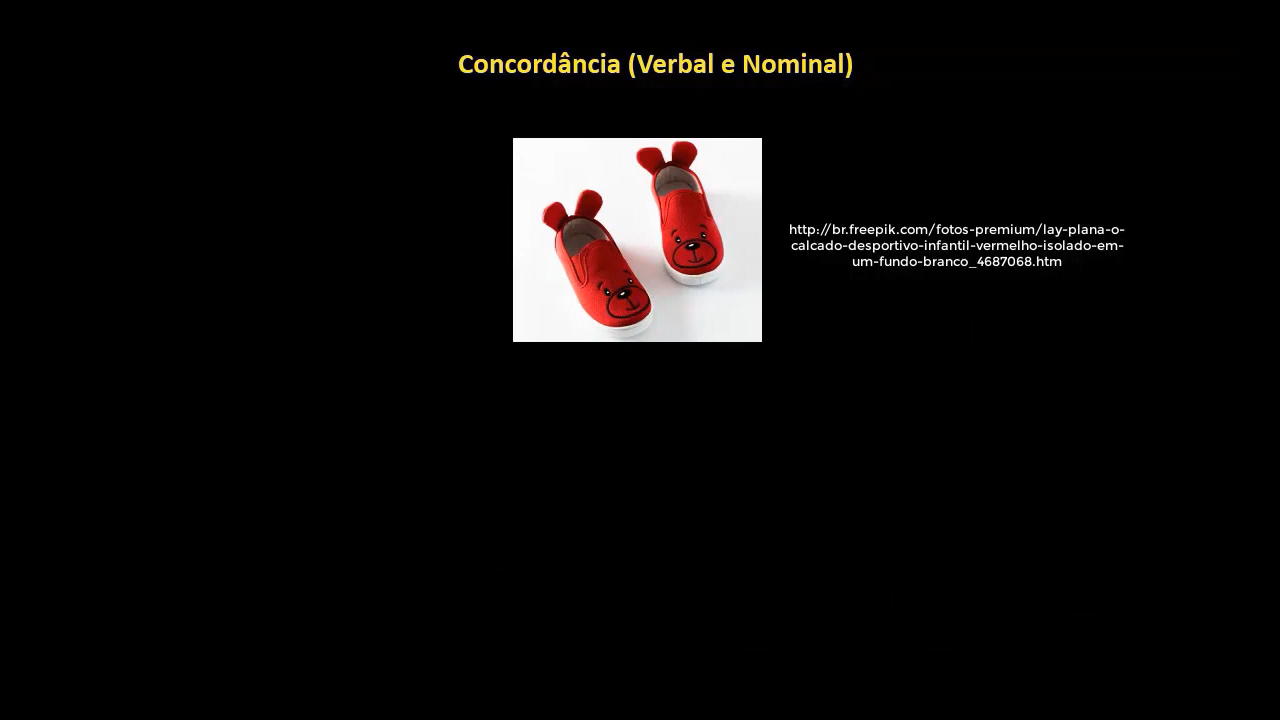 Concordância (Verbal e Nominal)
http://br.freepik.com/fotos-premium/lay-plana-o-
calcado-desportivo-infantil-vermelho-isolado-em-
um-fundo-branco_4687068.htm